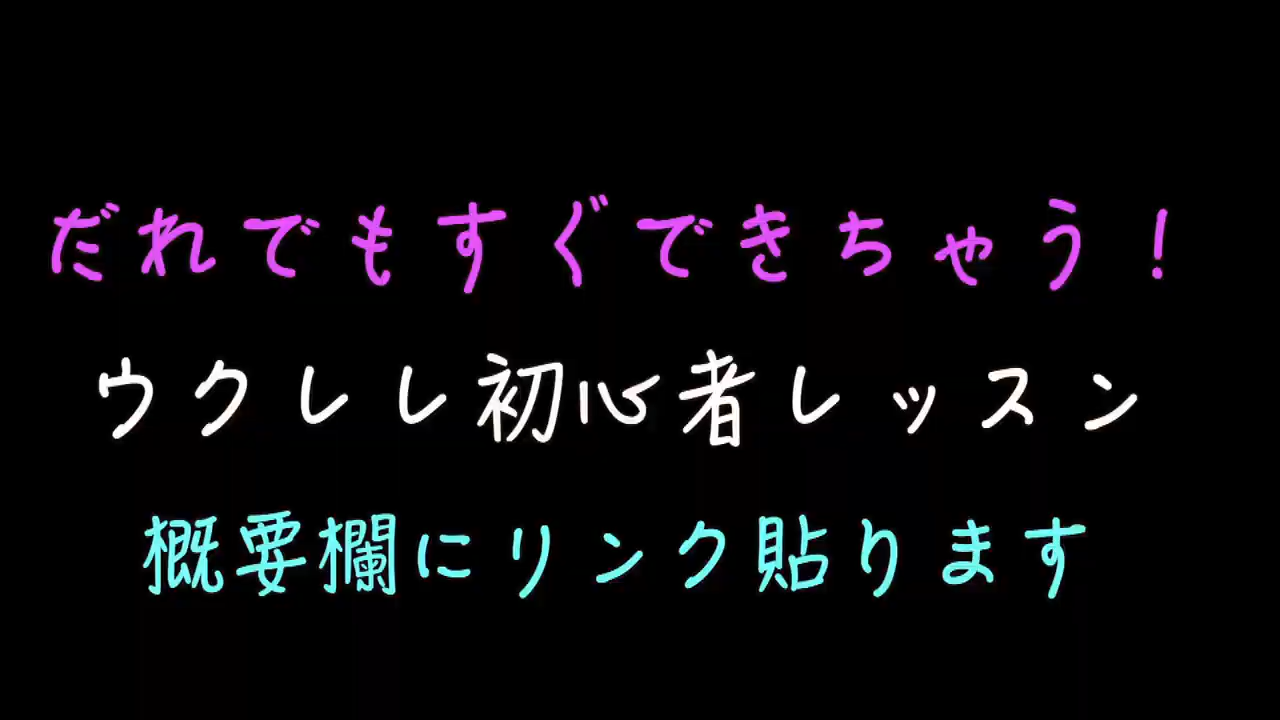 だれでもすぐできちゃう！
ウクレレ初心者レッスン
概要欄にリンク貼ります